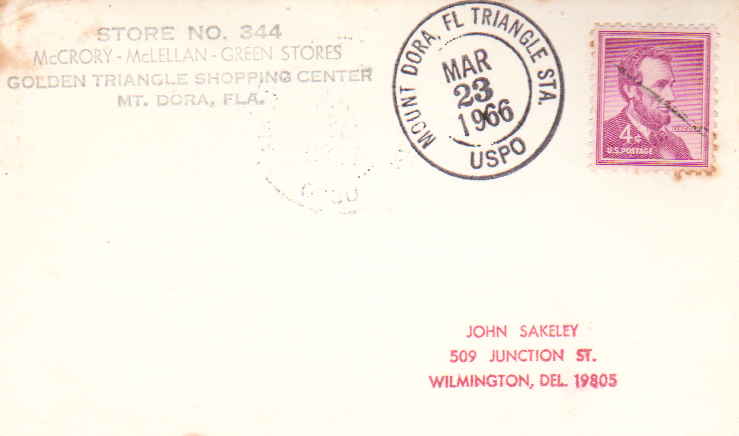 STORE NO. 344
McCRORY - McLELLAN - GREEN STORES
GOLDEN TRIANGLE SHOPPING CENTER
MT. DORA, FLA.
MOUNT DORA, FL TRIANGLE STA.
MAR
23
1966
USPO
4¢
U.S. POSTAGE
JOHN SAKELEY
509 JUNCTION ST.
WILMINGTON, DEL. 19805